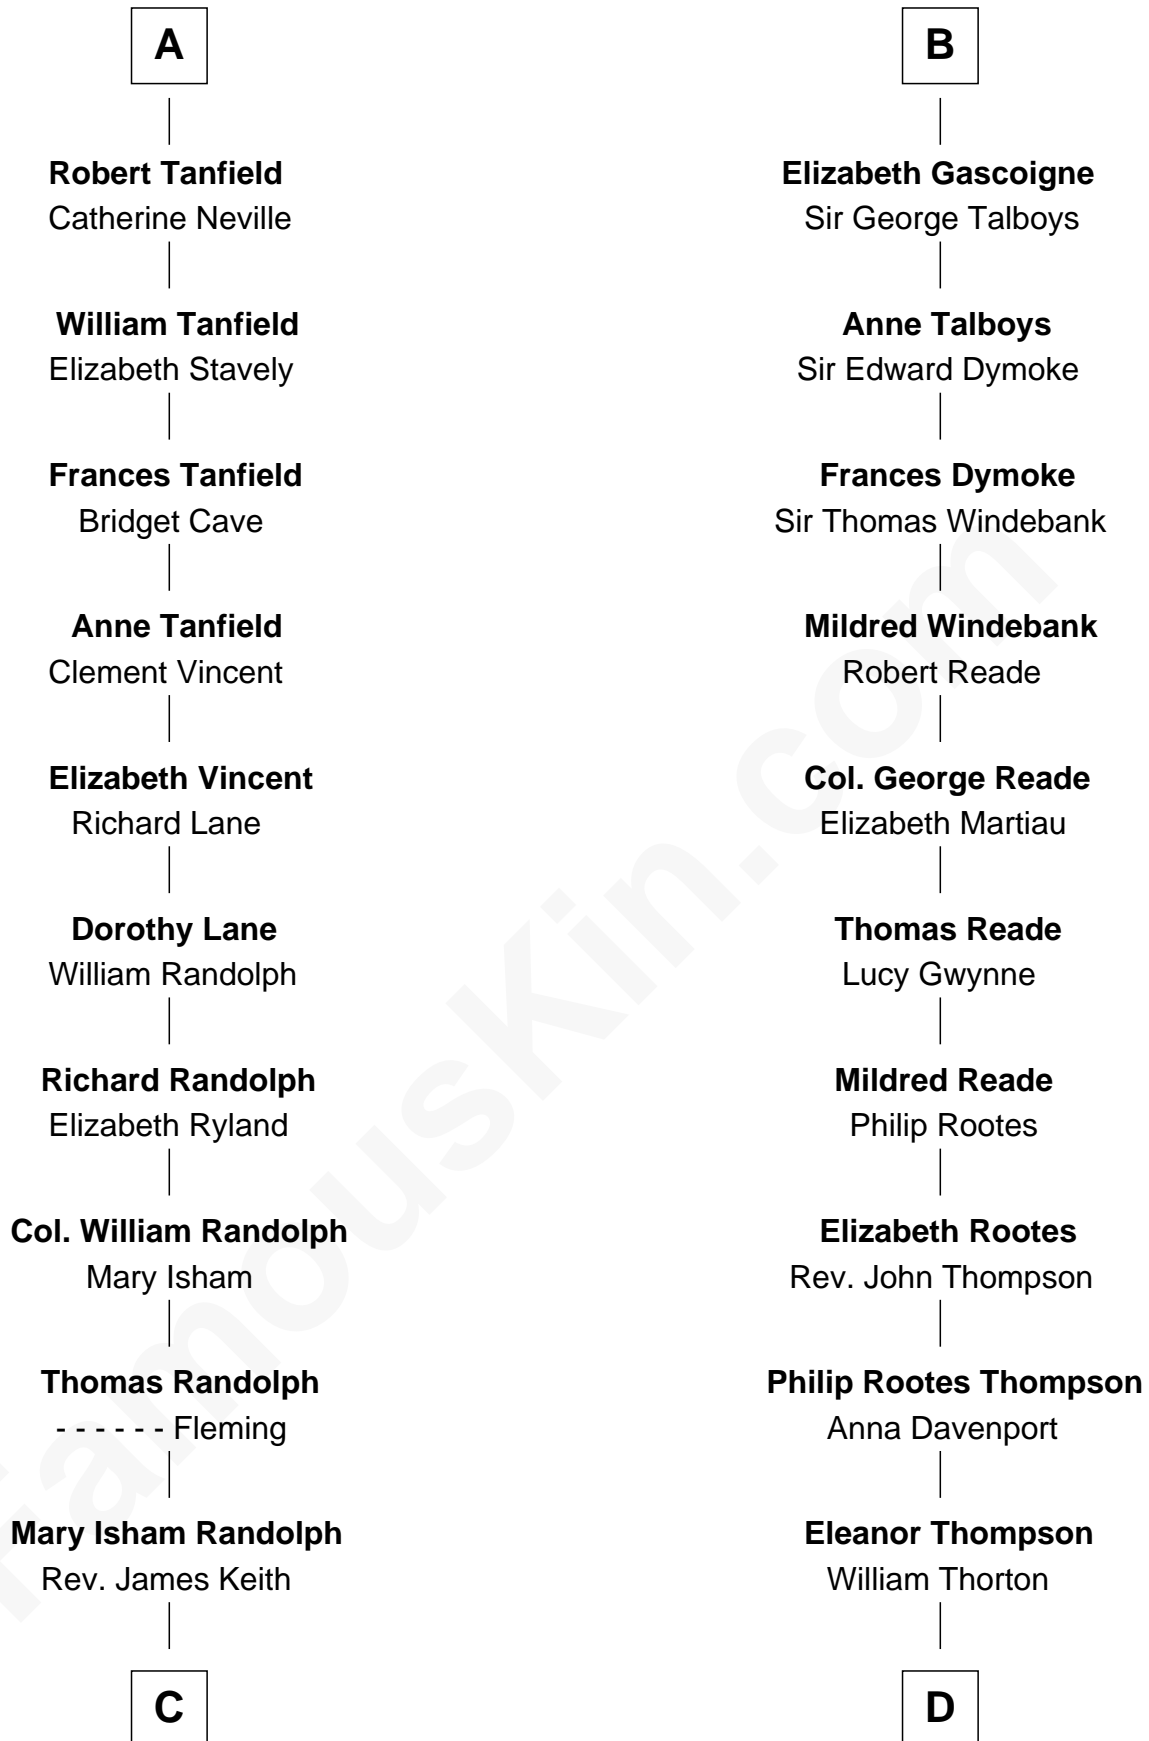 A
Robert Tanfield
Catherine Neville
William Tanfield
Elizabeth Stavely
Frances Tanfield
Bridget Cave
Anne Tanfield
Clement Vincent
Elizabeth Vincent
Richard Lane
Dorothy Lane
William Randolph
Richard Randolph
Elizabeth Ryland
Col. William Randolph
Mary Isham
Thomas Randolph
- - - - - - Fleming
Mary Isham Randolph
Rev. James Keith
C
B
Elizabeth Gascoigne
Sir George Talboys
Anne Talboys
Sir Edward Dymoke
Frances Dymoke
Sir Thomas Windebank
Mildred Windebank
Robert Reade
Col. George Reade
Elizabeth Martiau
Thomas Reade
Lucy Gwynne
Mildred Reade
Philip Rootes
Elizabeth Rootes
Rev. John Thompson
Philip Rootes Thompson
Anna Davenport
Eleanor Thompson
William Thorton
D
FamousKin.com